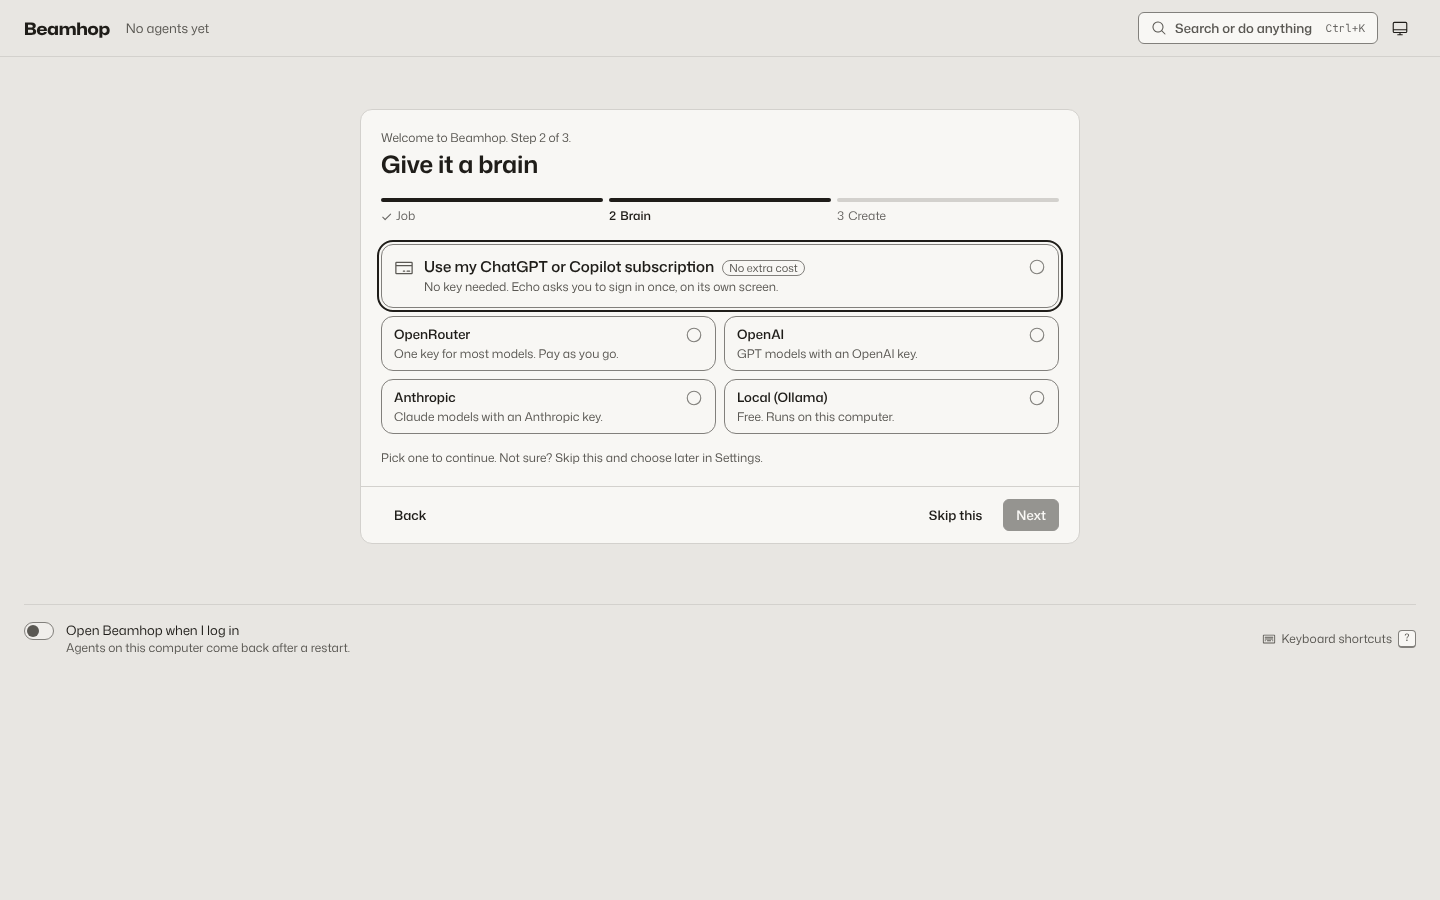 Beamhop
No agents yet
Search or do anything Ctrl+K
Welcome to Beamhop. Step 2 of 3.
Give it a brain
Job
2 Brain
3 Create
Use my ChatGPT or Copilot subscription No extra cost
No key needed. Echo asks you to sign in once, on its own screen.
OpenRouter
One key for most models. Pay as you go.
OpenAI
GPT models with an OpenAI key.
Anthropic
Claude models with an Anthropic key.
Local (Ollama)
Free. Runs on this computer.
Pick one to continue. Not sure? Skip this and choose later in Settings.
Back
Skip this
Next
Open Beamhop when I log in
Agents on this computer come back after a restart.
Keyboard shortcuts ?